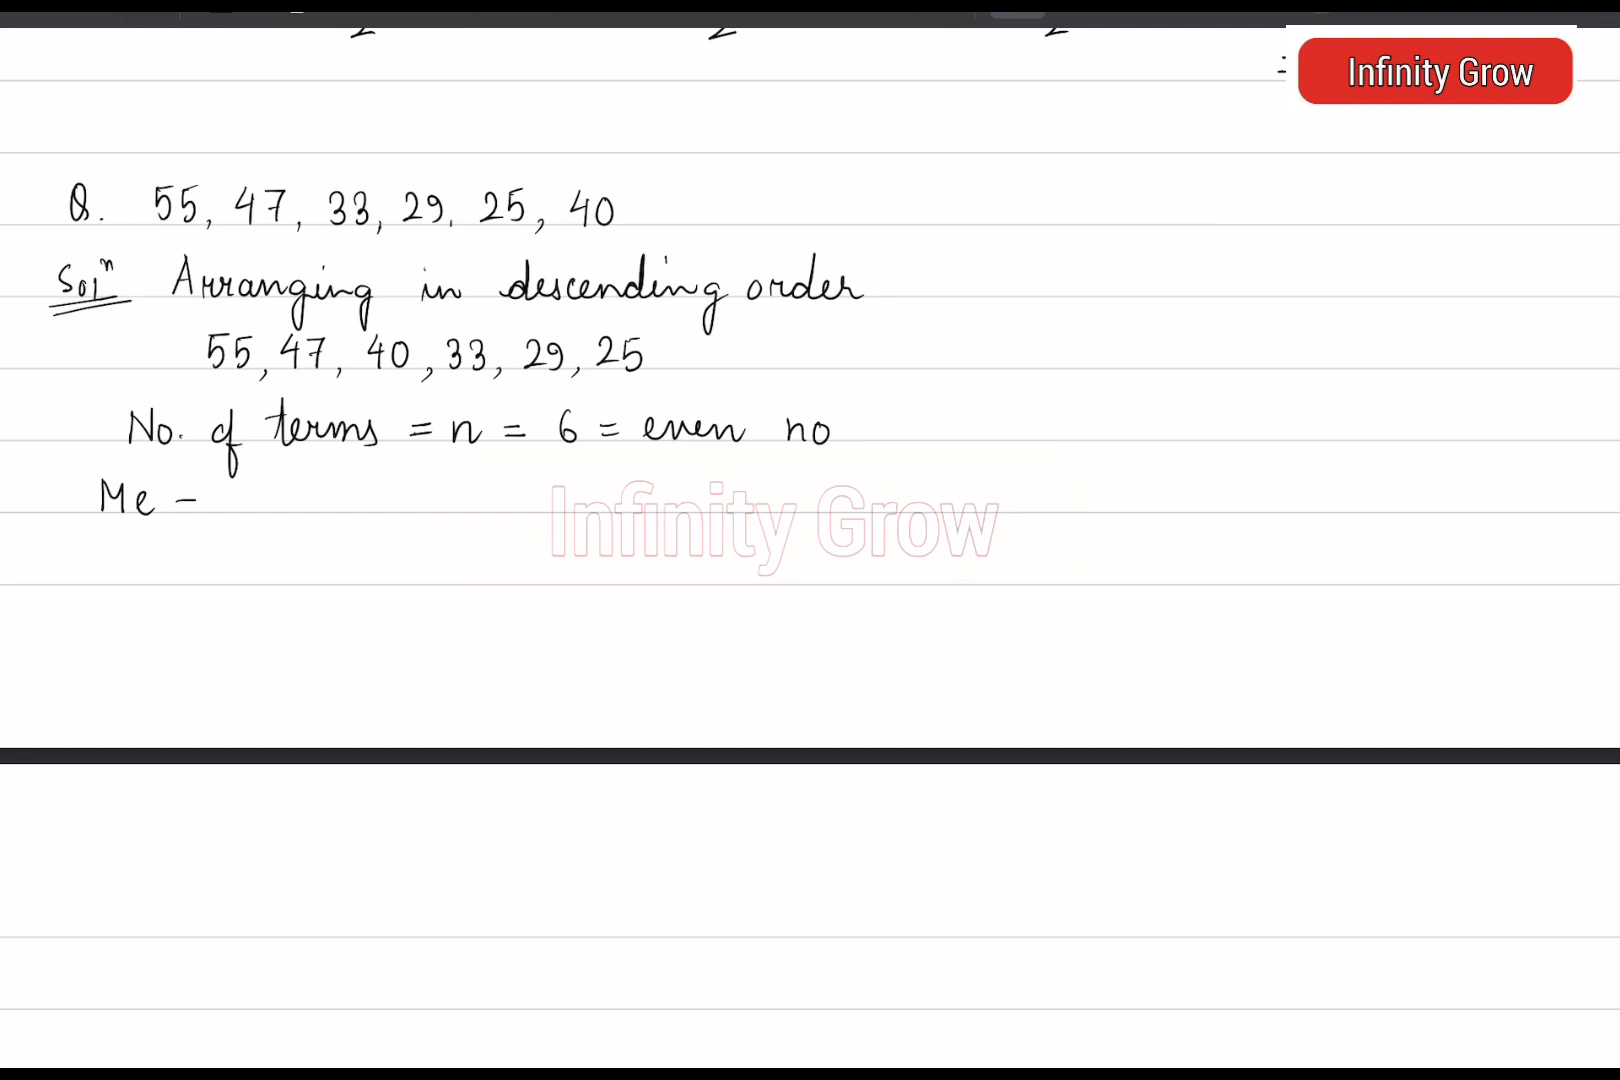 Infinity Grow
Q. 55, 47, 33, 29, 25, 40
Solⁿ Arranging in descending order
55, 47, 40, 33, 29, 25
No. of terms = n = 6 = even no
Me –
Infinity Grow